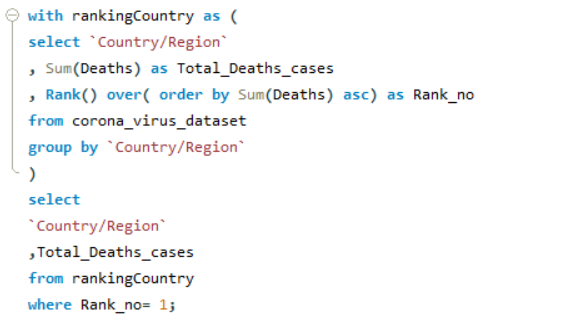 with rankingCountry as (
select `Country/Region`
, Sum(Deaths) as Total_Deaths_cases
, Rank() over( order by Sum(Deaths) asc) as Rank_no
from corona_virus_dataset
group by `Country/Region`
)
select
`Country/Region`
,Total_Deaths_cases
from rankingCountry
where Rank_no= 1;